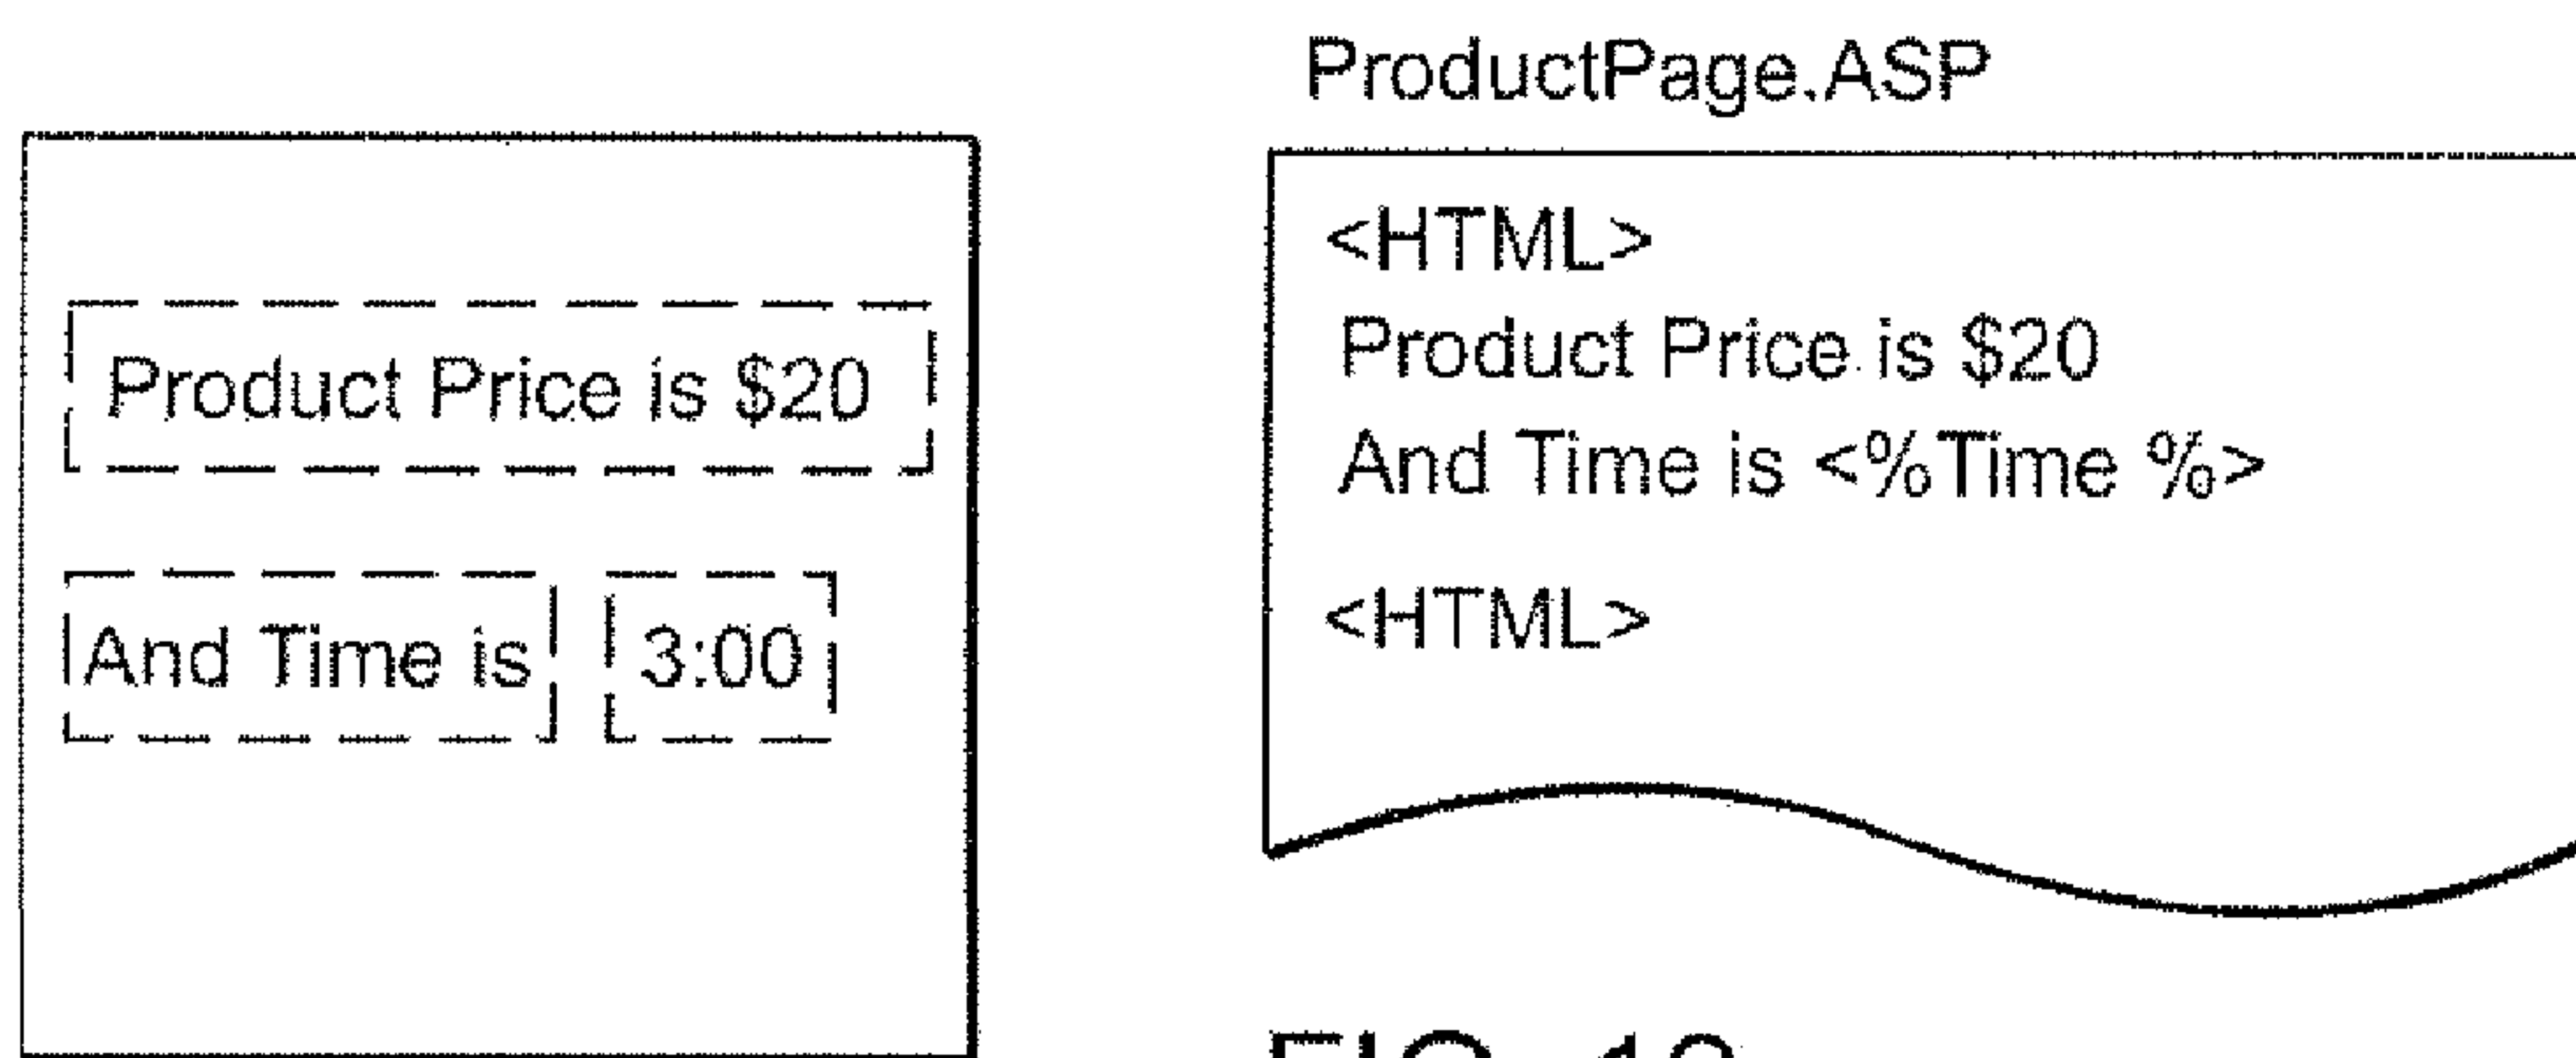 Product Price is $20
And Time is 3:00
ProductPage.ASP
<HTML>
Product Price is $20
And Time is <%Time %>
<HTML>